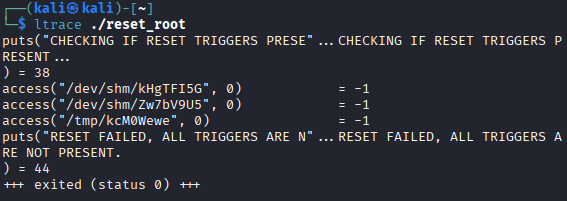 ┌──(kali㉿kali)-[~]
└─$ ltrace ./reset_root
puts("CHECKING IF RESET TRIGGERS PRESE"...CHECKING IF RESET TRIGGERS P
RESENT...
) = 38
access("/dev/shm/kHgTFI5G", 0) = -1
access("/dev/shm/Zw7bV9U5", 0) = -1
access("/tmp/kcM0Wewe", 0) = -1
puts("RESET FAILED, ALL TRIGGERS ARE N"...RESET FAILED, ALL TRIGGERS A
RE NOT PRESENT.
) = 44
+++ exited (status 0) +++